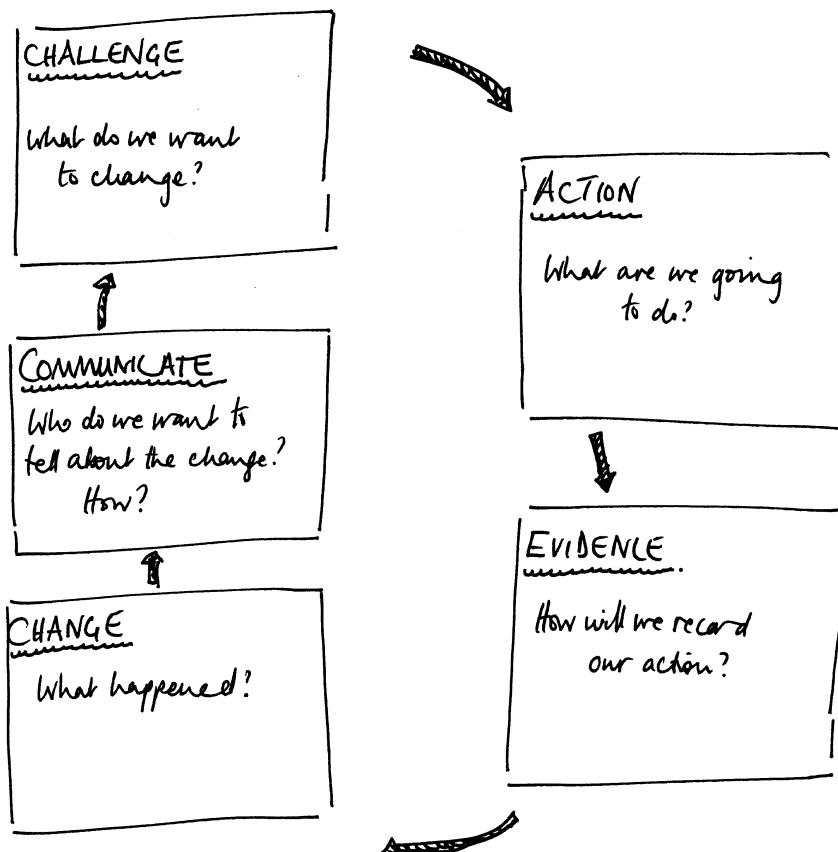 CHALLENGE
What do we want
to change?
ACTION
What are we going
to do?
EVIDENCE.
How will we record
our action?
CHANGE
What happened?
COMMUNICATE
Who do we want to
tell about the change?
How?